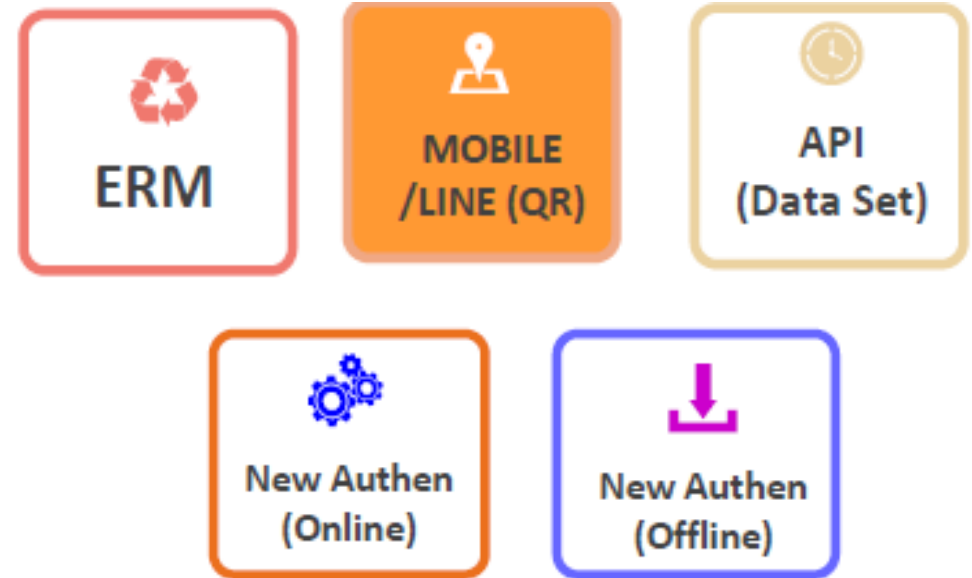 ERM
MOBILE
/LINE (QR)
API
(Data Set)
New Authen
(Online)
New Authen
(Offline)